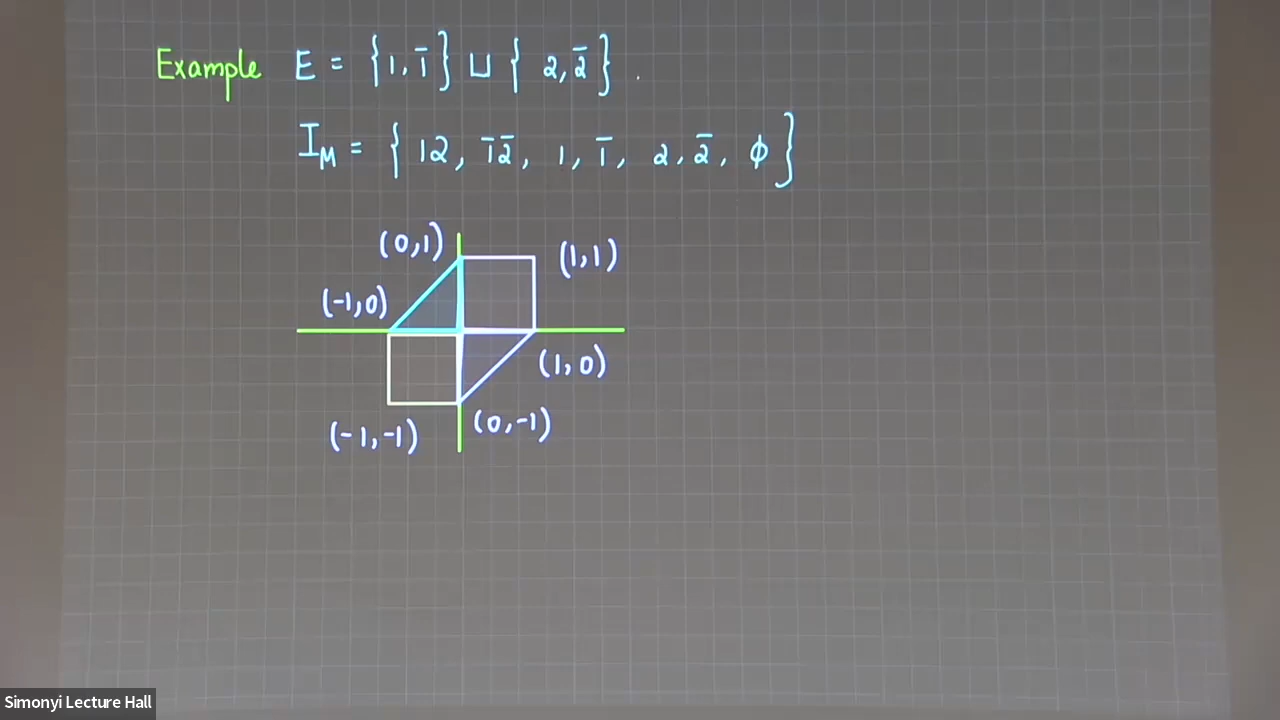 Example E = {1, 1̅} ⊔ { 2, 2̅} .
I_M = { 12, 1̅2̅, 1, 1̅, 2, 2̅, ϕ }
(0,1) (1,1)
(-1,0)
(1,0)
(-1,-1) (0,-1)
Simonyi Lecture Hall